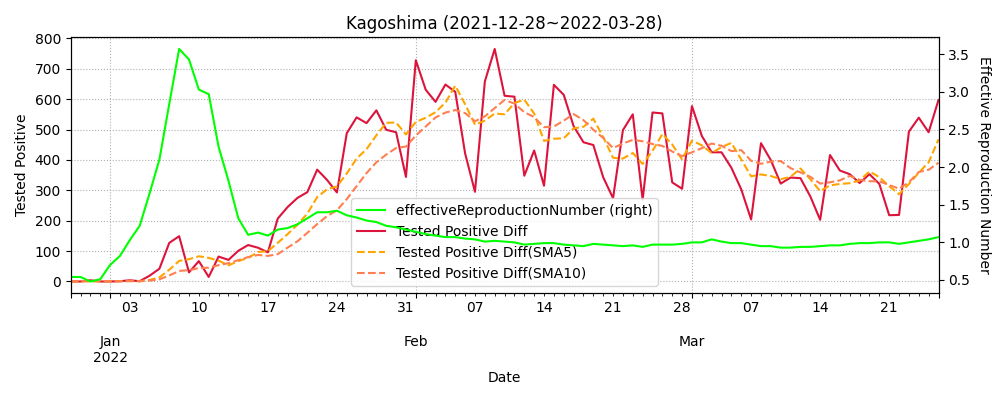 Kagoshima (2021-12-28~2022-03-28)
Tested Positive
800
700
600
500
400
300
200
100
0
3.5
3.0
2.5
2.0
1.5
1.0
0.5
Effective Reproduction Number
effectiveReproductionNumber (right)
Tested Positive Diff
Tested Positive Diff(SMA5)
Tested Positive Diff(SMA10)
03 10 17 24 31 07 14 21 28 07 14 21
Jan Feb Mar
2022
Date